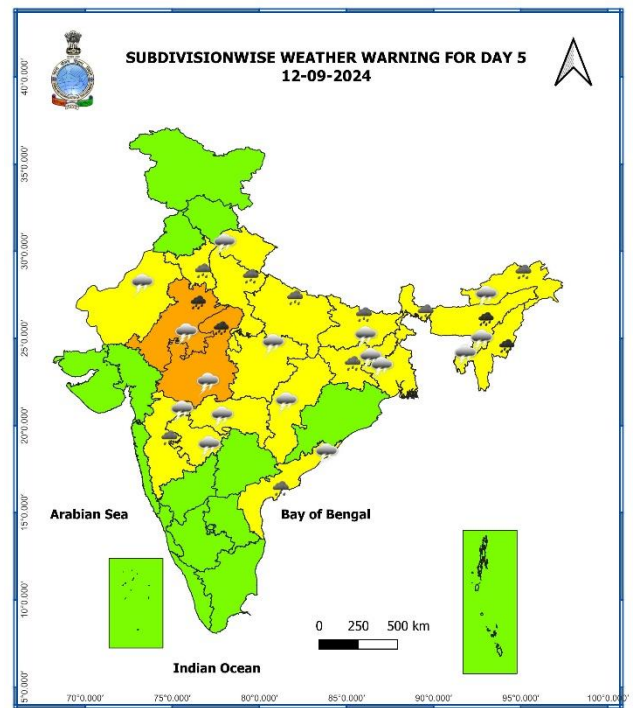 SUBDIVISIONWISE WEATHER WARNING FOR DAY 5
12-09-2024
40°0.000'
35°0.000'
30°0.000'
25°0.000'
20°0.000'
15°0.000'
10°0.000'
5°0.000'
Arabian Sea
Bay of Bengal
0 250 500 km
Indian Ocean
70°0.000' 75°0.000' 80°0.000' 85°0.000' 90°0.000' 95°0.000' 100°0.000'